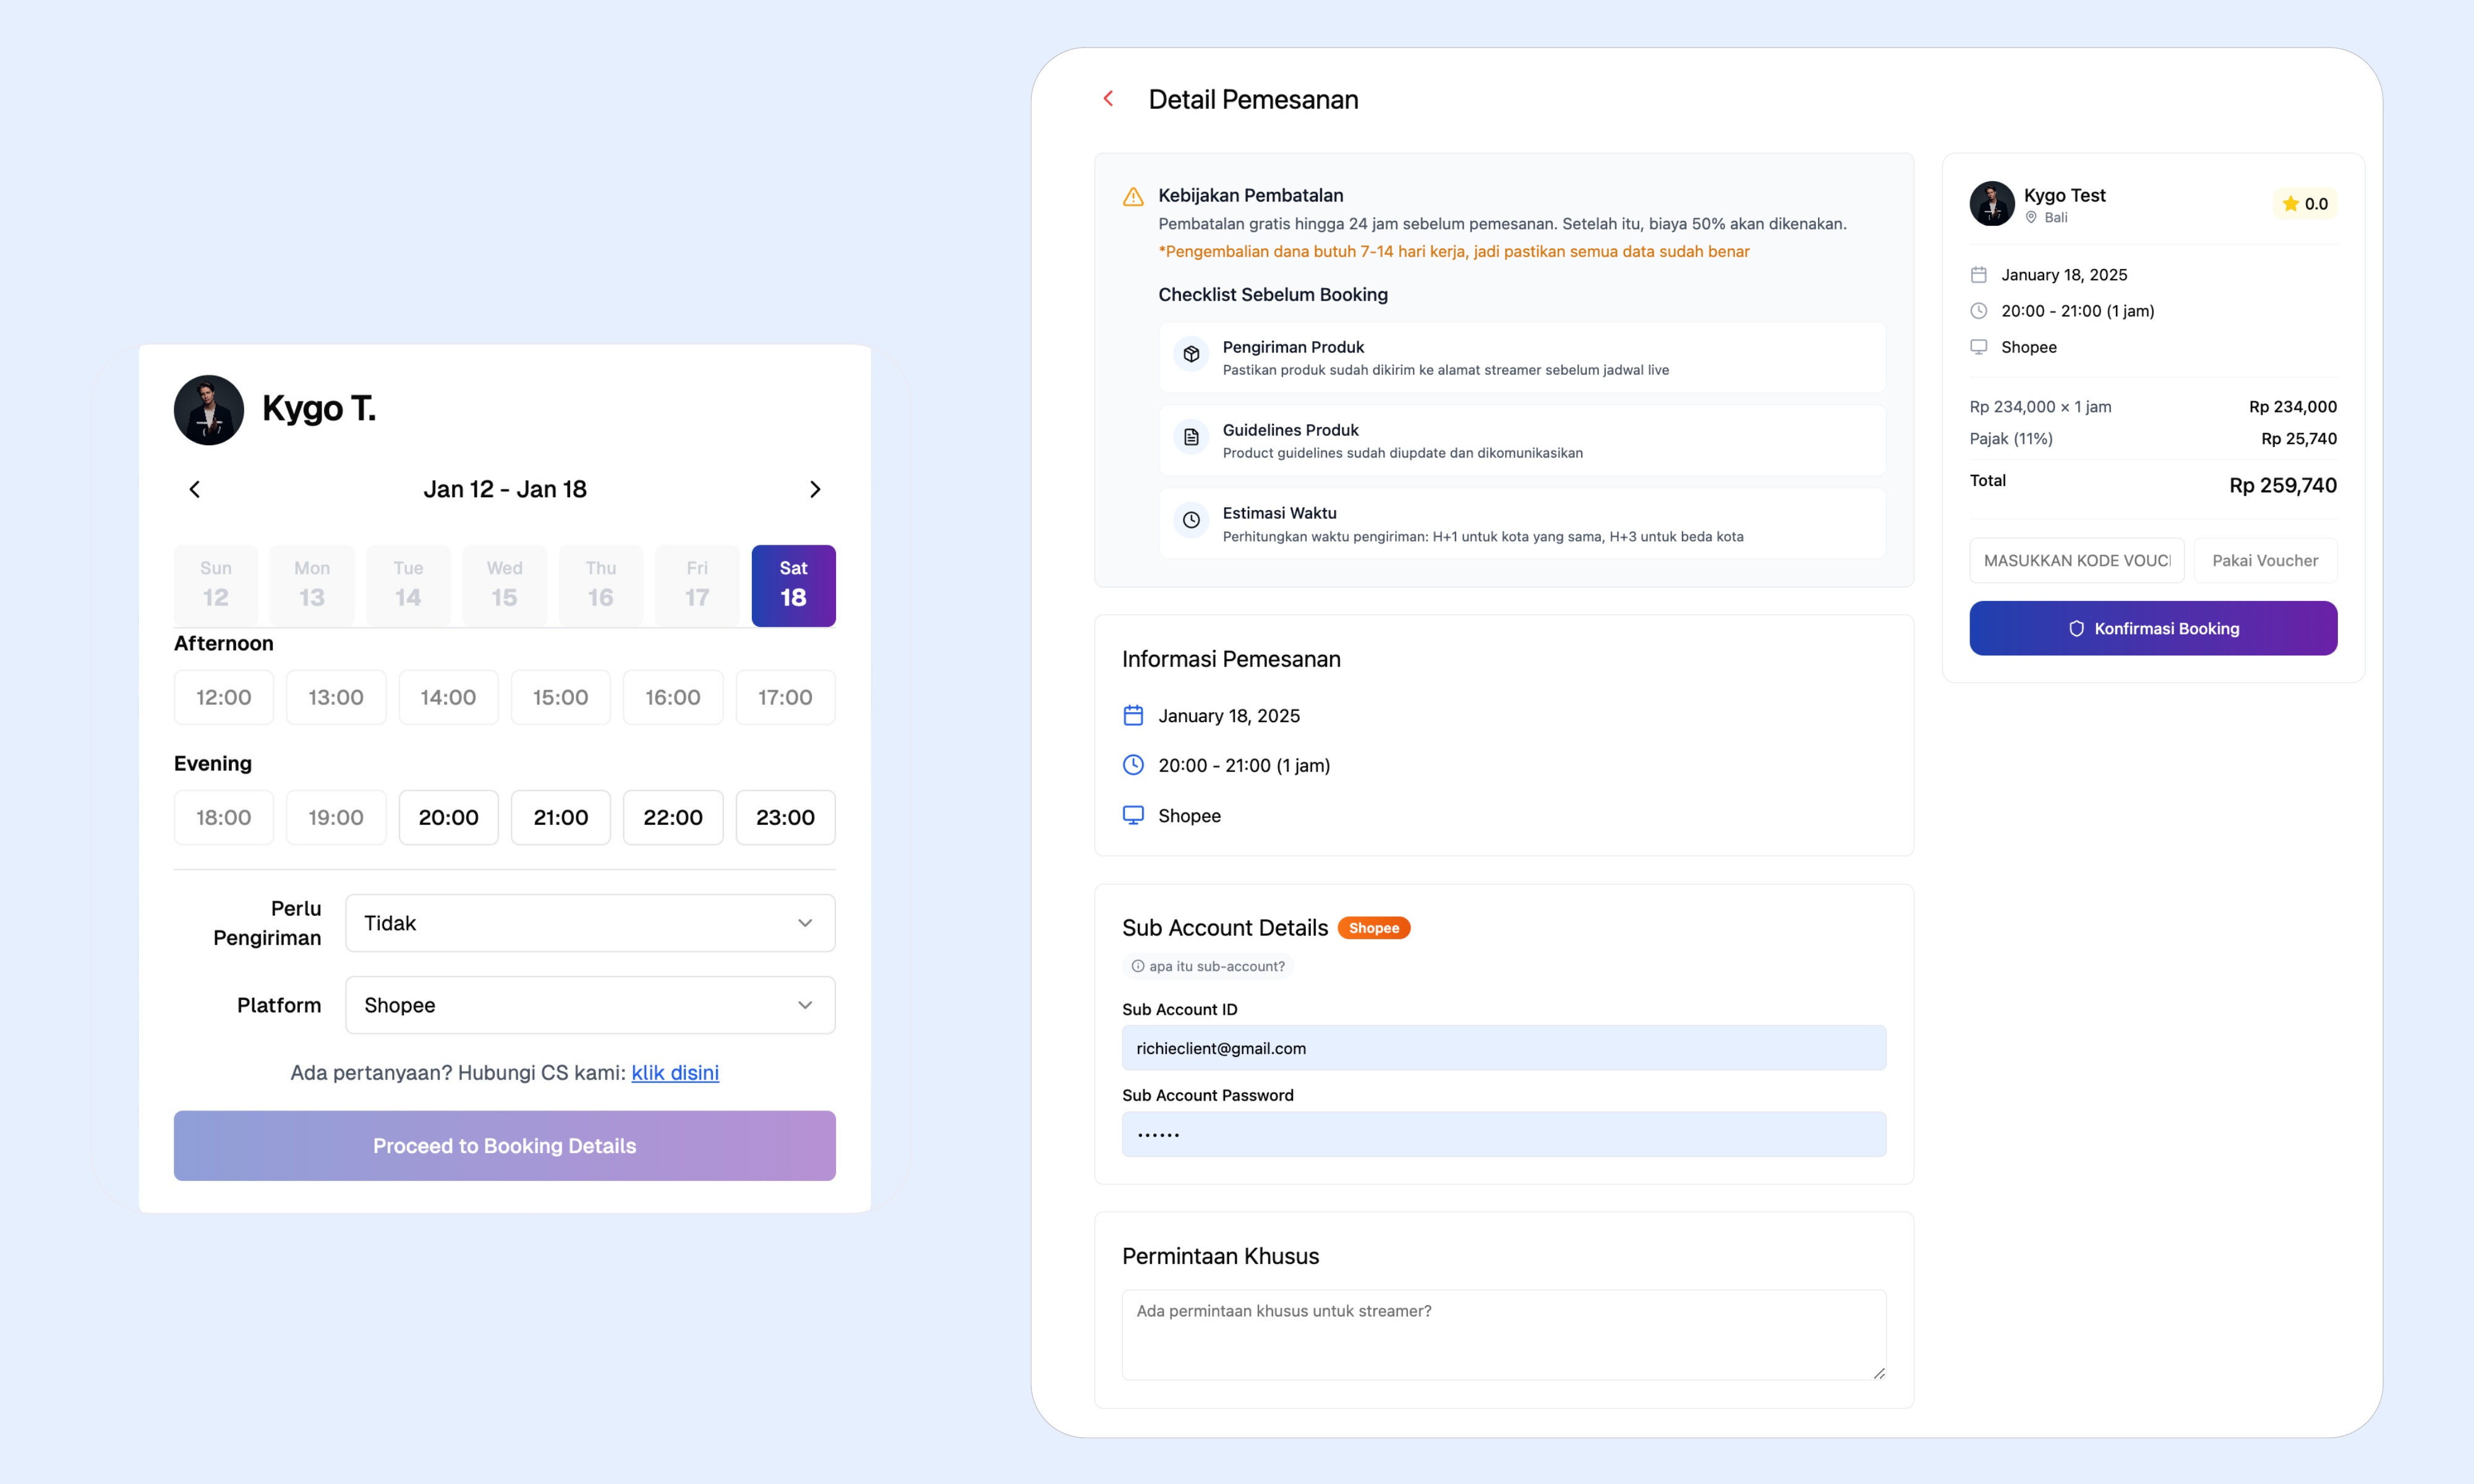 Kygo T.
Jan 12 - Jan 18
Sun Mon Tue Wed Thu Fri Sat
12 13 14 15 16 17 18
Afternoon
12:00 13:00 14:00 15:00 16:00 17:00
Evening
18:00 19:00 20:00 21:00 22:00 23:00
Perlu
Pengiriman
Tidak
Platform
Shopee
Ada pertanyaan? Hubungi CS kami: klik disini
Proceed to Booking Details
Detail Pemesanan
Kebijakan Pembatalan
Pembatalan gratis hingga 24 jam sebelum pemesanan. Setelah itu, biaya 50% akan dikenakan.
*Pengembalian dana butuh 7-14 hari kerja, jadi pastikan semua data sudah benar
Checklist Sebelum Booking
Pengiriman Produk
Pastikan produk sudah dikirim ke alamat streamer sebelum jadwal live
Guidelines Produk
Product guidelines sudah diupdate dan dikomunikasikan
Estimasi Waktu
Perhitungkan waktu pengiriman: H+1 untuk kota yang sama, H+3 untuk beda kota
Informasi Pemesanan
January 18, 2025
20:00 - 21:00 (1 jam)
Shopee
Sub Account Details Shopee
apa itu sub-account?
Sub Account ID
richieclient@gmail.com
Sub Account Password
••••••
Permintaan Khusus
Ada permintaan khusus untuk streamer?
Kygo Test
Bali
0.0
January 18, 2025
20:00 - 21:00 (1 jam)
Shopee
Rp 234,000 × 1 jam Rp 234,000
Pajak (11%) Rp 25,740
Total Rp 259,740
MASUKKAN KODE VOUC Pakai Voucher
Konfirmasi Booking